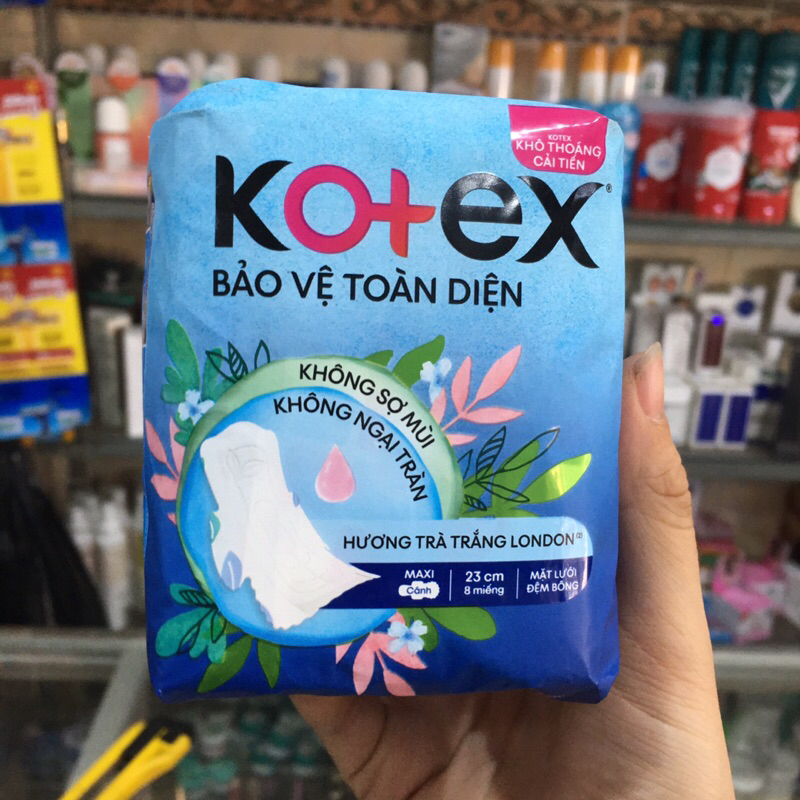 KOTEX
KHÔ THOÁNG
CẢI TIẾN
Kotex®
BẢO VỆ TOÀN DIỆN
KHÔNG SỢ MÙI
KHÔNG NGẠI TRÀN
HƯƠNG TRÀ TRẮNG LONDON(2)
MAXI
Cánh
23 cm
8 miếng
MẶT LƯỚI
ĐỆM BÔNG